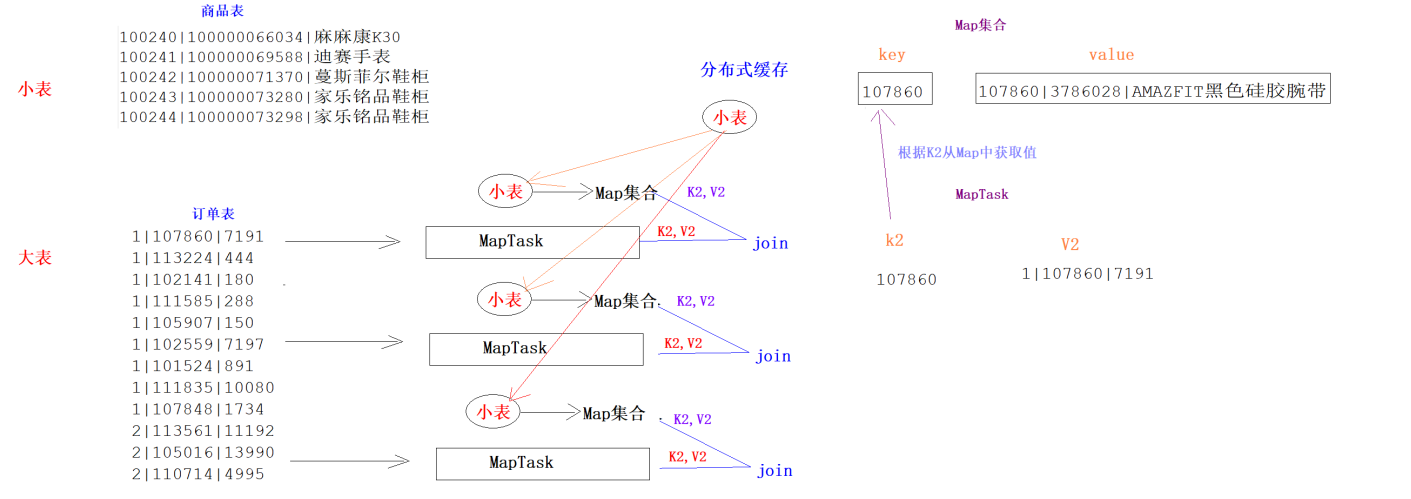 商品表
小表
100240|100000066034|麻麻康K30
100241|100000069588|迪赛手表
100242|100000071370|蔓斯菲尔鞋柜
100243|100000073280|家乐铭品鞋柜
100244|100000073298|家乐铭品鞋柜
大表
订单表
1|107860|7191
1|113224|444
1|102141|180
1|111585|288
1|105907|150
1|102559|7197
1|101524|891
1|111835|10080
1|107848|1734
2|113561|11192
2|105016|13990
2|110714|4995
分布式缓存
小表
小表
Map集合
K2,V2
MapTask
K2,V2
join
小表
Map集合
K2,V2
MapTask
K2,V2
join
小表
Map集合
K2,V2
MapTask
K2,V2
join
Map集合
key
value
107860
107860|3786028|AMAZFIT黑色硅胶腕带
根据K2从Map中获取值
MapTask
k2
V2
107860
1|107860|7191